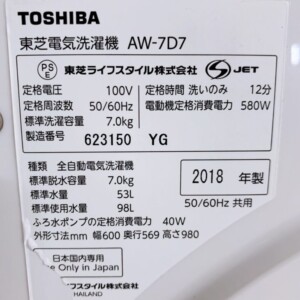 TOSHIBA
東芝電気洗濯機 AW-7D7
PS
E
東芝ライフスタイル株式会社 S JET
定格電圧 100V 定格時間 洗いのみ 12分
定格周波数 50/60Hz 電動機定格消費電力 580W
標準洗濯容量 7.0kg
製造番号 623150 YG
種類 全自動電気洗濯機
標準脱水容量 7.0kg 2018 年製
標準水量 53L
使用水量 98L 50/60Hz 共用
ふろ水ポンプの定格消費電力 40W
外形寸法mm 幅600 奥行569 高さ980
日本国内専用
Use Only in Japan
フスタイル株式会社
THAILAND